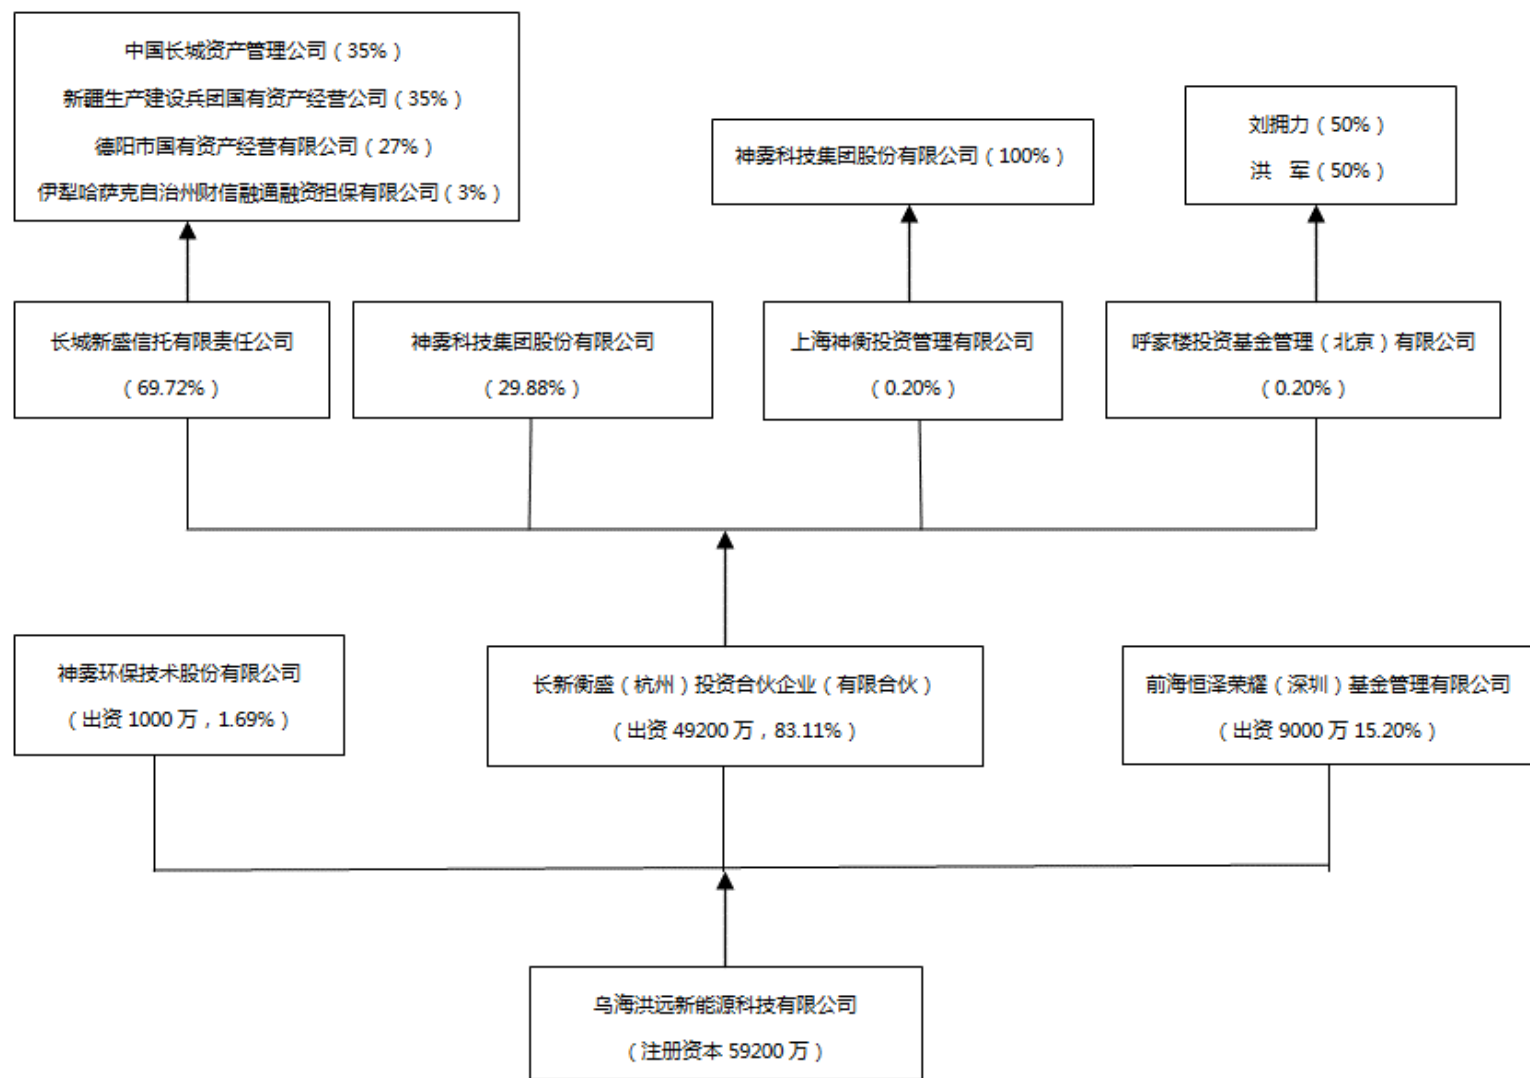 中国长城资产管理公司（35%）
新疆生产建设兵团国有资产经营公司（35%）
德阳市国有资产经营有限公司（27%）
伊犁哈萨克自治州财信融通融资担保有限公司（3%）
神雾科技集团股份有限公司（100%）
刘拥力（50%）
洪 军（50%）
长城新盛信托有限责任公司
（69.72%）
神雾科技集团股份有限公司
（29.88%）
上海神衡投资管理有限公司
（0.20%）
呼家楼投资基金管理（北京）有限公司
（0.20%）
神雾环保技术股份有限公司
（出资 1000 万，1.69%）
长新衡盛（杭州）投资合伙企业（有限合伙）
（出资 49200 万，83.11%）
前海恒泽荣耀（深圳）基金管理有限公司
（出资 9000 万 15.20%）
乌海洪远新能源科技有限公司
（注册资本 59200 万）